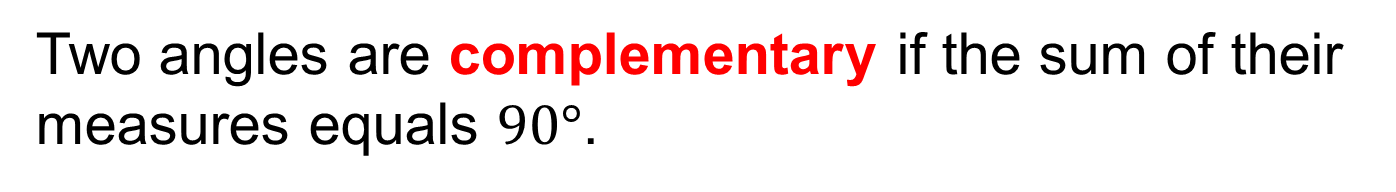 Two angles are complementary if the sum of their
measures equals 90°.